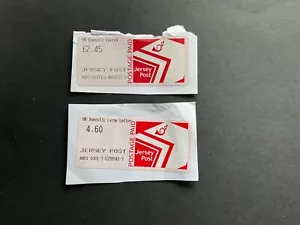 UK Domestic Parcel
£2.45
JERSEY POST
POSTAGE PAID
Jersey
Post
UK Domestic Large Letter
4.60
JERSEY POST
POSTAGE PAID
Jersey
Post